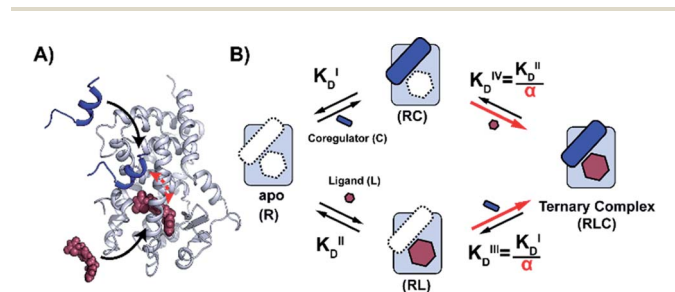 A)
B)
K_D^I
Coregulator (C)
(RC)
K_D^IV = K_D^II / α
apo
(R)
Ligand (L)
K_D^II
(RL)
K_D^III = K_D^I / α
Ternary Complex
(RLC)